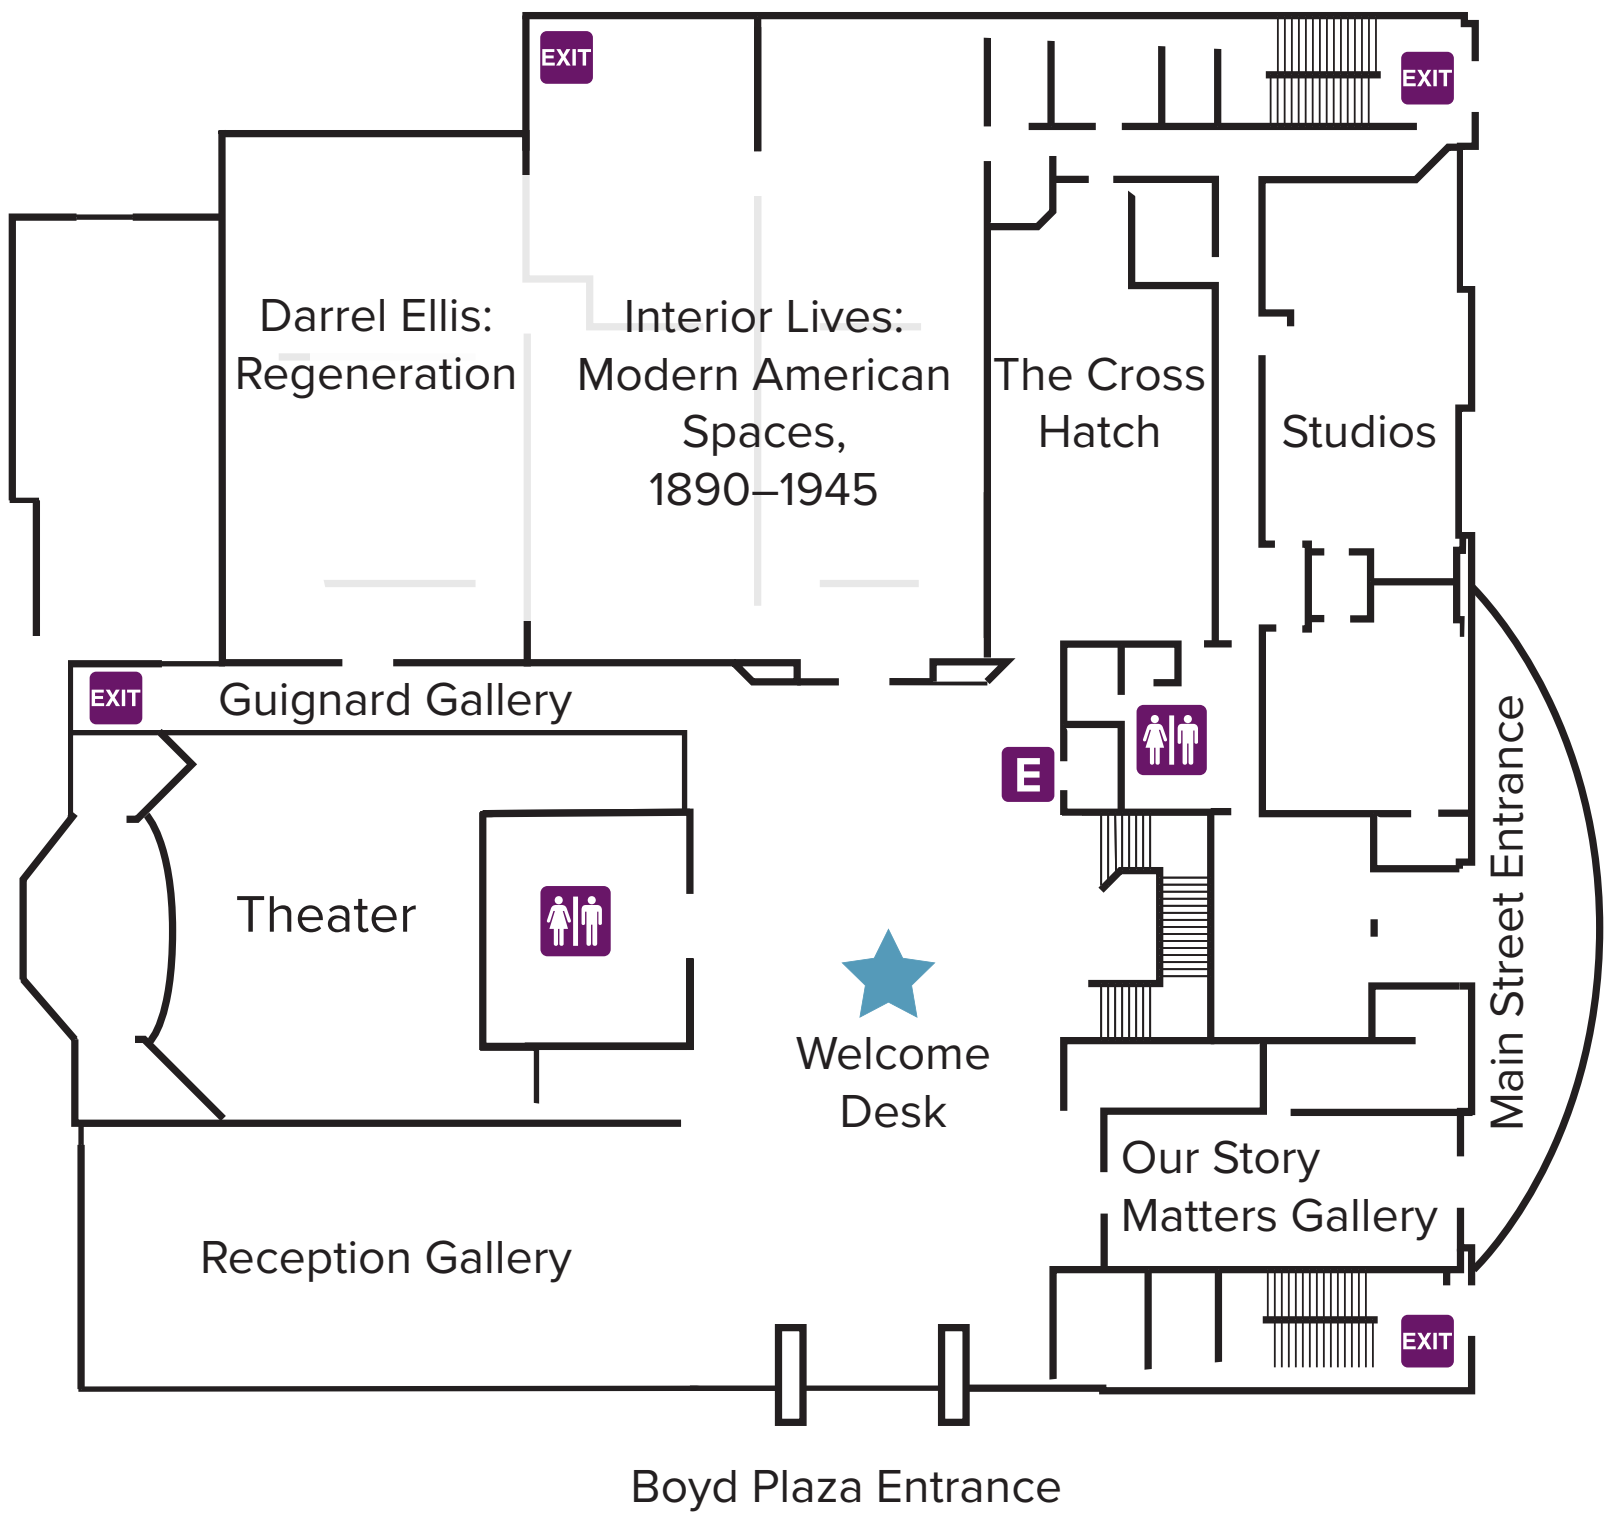 EXIT
EXIT
Darrel Ellis:
Regeneration
Interior Lives:
Modern American
Spaces,
1890–1945
The Cross
Hatch
Studios
EXIT
Guignard Gallery
E
Main Street Entrance
Theater
Welcome
Desk
Our Story
Matters Gallery
Reception Gallery
EXIT
Boyd Plaza Entrance